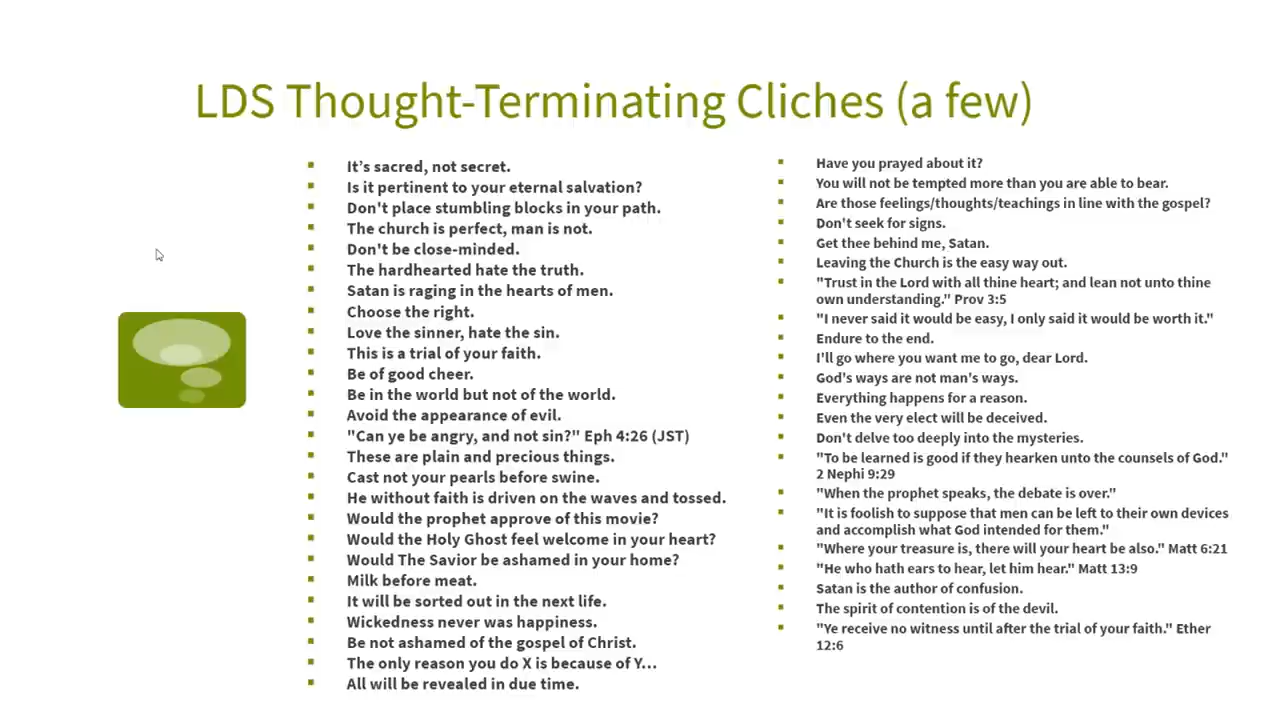 LDS Thought-Terminating Cliches (a few)
It's sacred, not secret.
Is it pertinent to your eternal salvation?
Don't place stumbling blocks in your path.
The church is perfect, man is not.
Don't be close-minded.
The hardhearted hate the truth.
Satan is raging in the hearts of men.
Choose the right.
Love the sinner, hate the sin.
This is a trial of your faith.
Be of good cheer.
Be in the world but not of the world.
Avoid the appearance of evil.
"Can ye be angry, and not sin?" Eph 4:26 (JST)
These are plain and precious things.
Cast not your pearls before swine.
He without faith is driven on the waves and tossed.
Would the prophet approve of this movie?
Would the Holy Ghost feel welcome in your heart?
Would The Savior be ashamed in your home?
Milk before meat.
It will be sorted out in the next life.
Wickedness never was happiness.
Be not ashamed of the gospel of Christ.
The only reason you do X is because of Y...
All will be revealed in due time.
Have you prayed about it?
You will not be tempted more than you are able to bear.
Are those feelings/thoughts/teachings in line with the gospel?
Don't seek for signs.
Get thee behind me, Satan.
Leaving the Church is the easy way out.
"Trust in the Lord with all thine heart; and lean not unto thine
own understanding." Prov 3:5
"I never said it would be easy, I only said it would be worth it."
Endure to the end.
I'll go where you want me to go, dear Lord.
God's ways are not man's ways.
Everything happens for a reason.
Even the very elect will be deceived.
Don't delve too deeply into the mysteries.
"To be learned is good if they hearken unto the counsels of God."
2 Nephi 9:29
"When the prophet speaks, the debate is over."
"It is foolish to suppose that men can be left to their own devices
and accomplish what God intended for them."
"Where your treasure is, there will your heart be also." Matt 6:21
"He who hath ears to hear, let him hear." Matt 13:9
Satan is the author of confusion.
The spirit of contention is of the devil.
"Ye receive no witness until after the trial of your faith." Ether
12:6